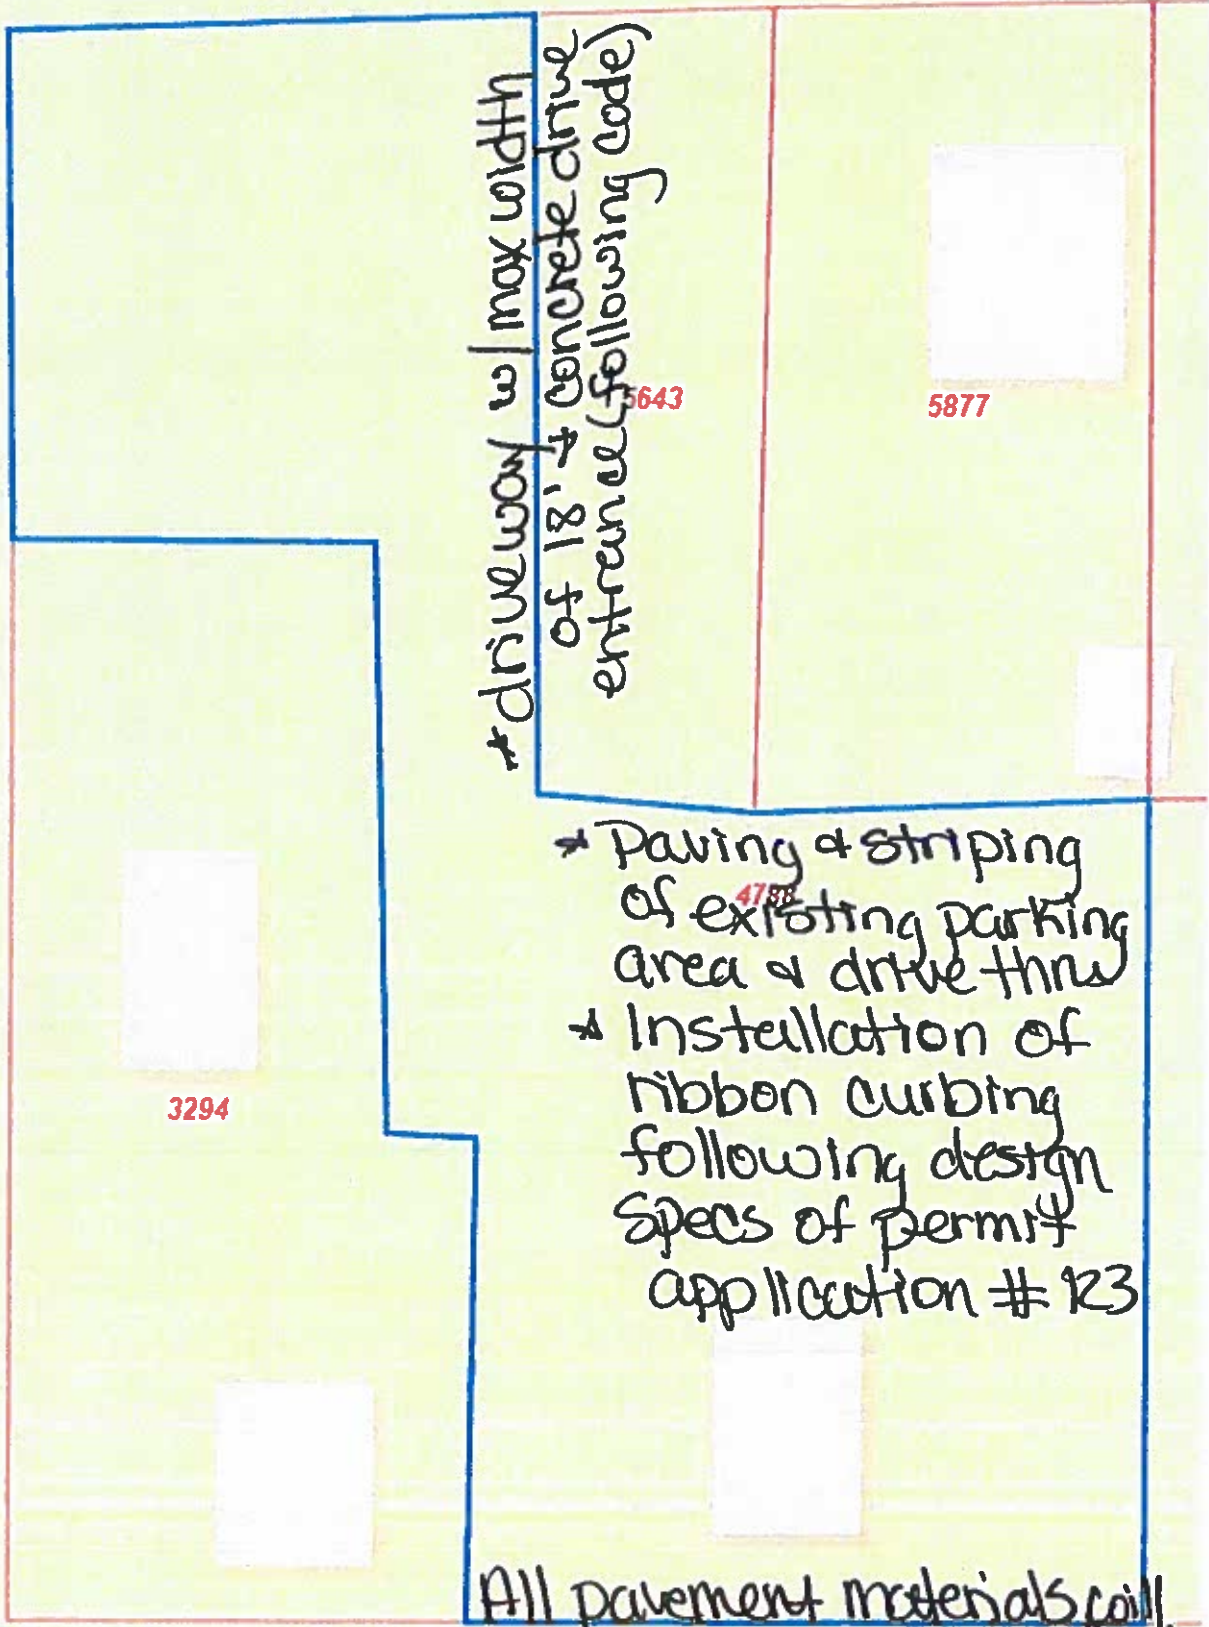 *driveway w/ max width
of 18' & concrete drive
entrance (following code)
5643
5877
* Paving & striping
4788
of existing parking
area & drive thru
* Installation of
ribbon curbing
following design
specs of permit
application # 123
3294
All pavement materials will